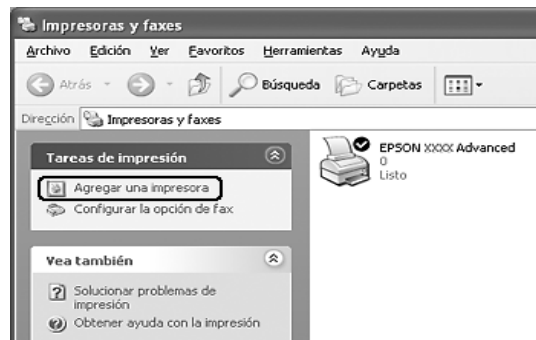 Impresoras y faxes
Archivo Edición Ver Favoritos Herramientas Ayuda
Atrás Búsqueda Carpetas
Dirección Impresoras y faxes
Tareas de impresión
Agregar una impresora
Configurar la opción de fax
Vea también
Solucionar problemas de
impresión
Obtener ayuda con la impresión
EPSON XXXX Advanced
0
Listo